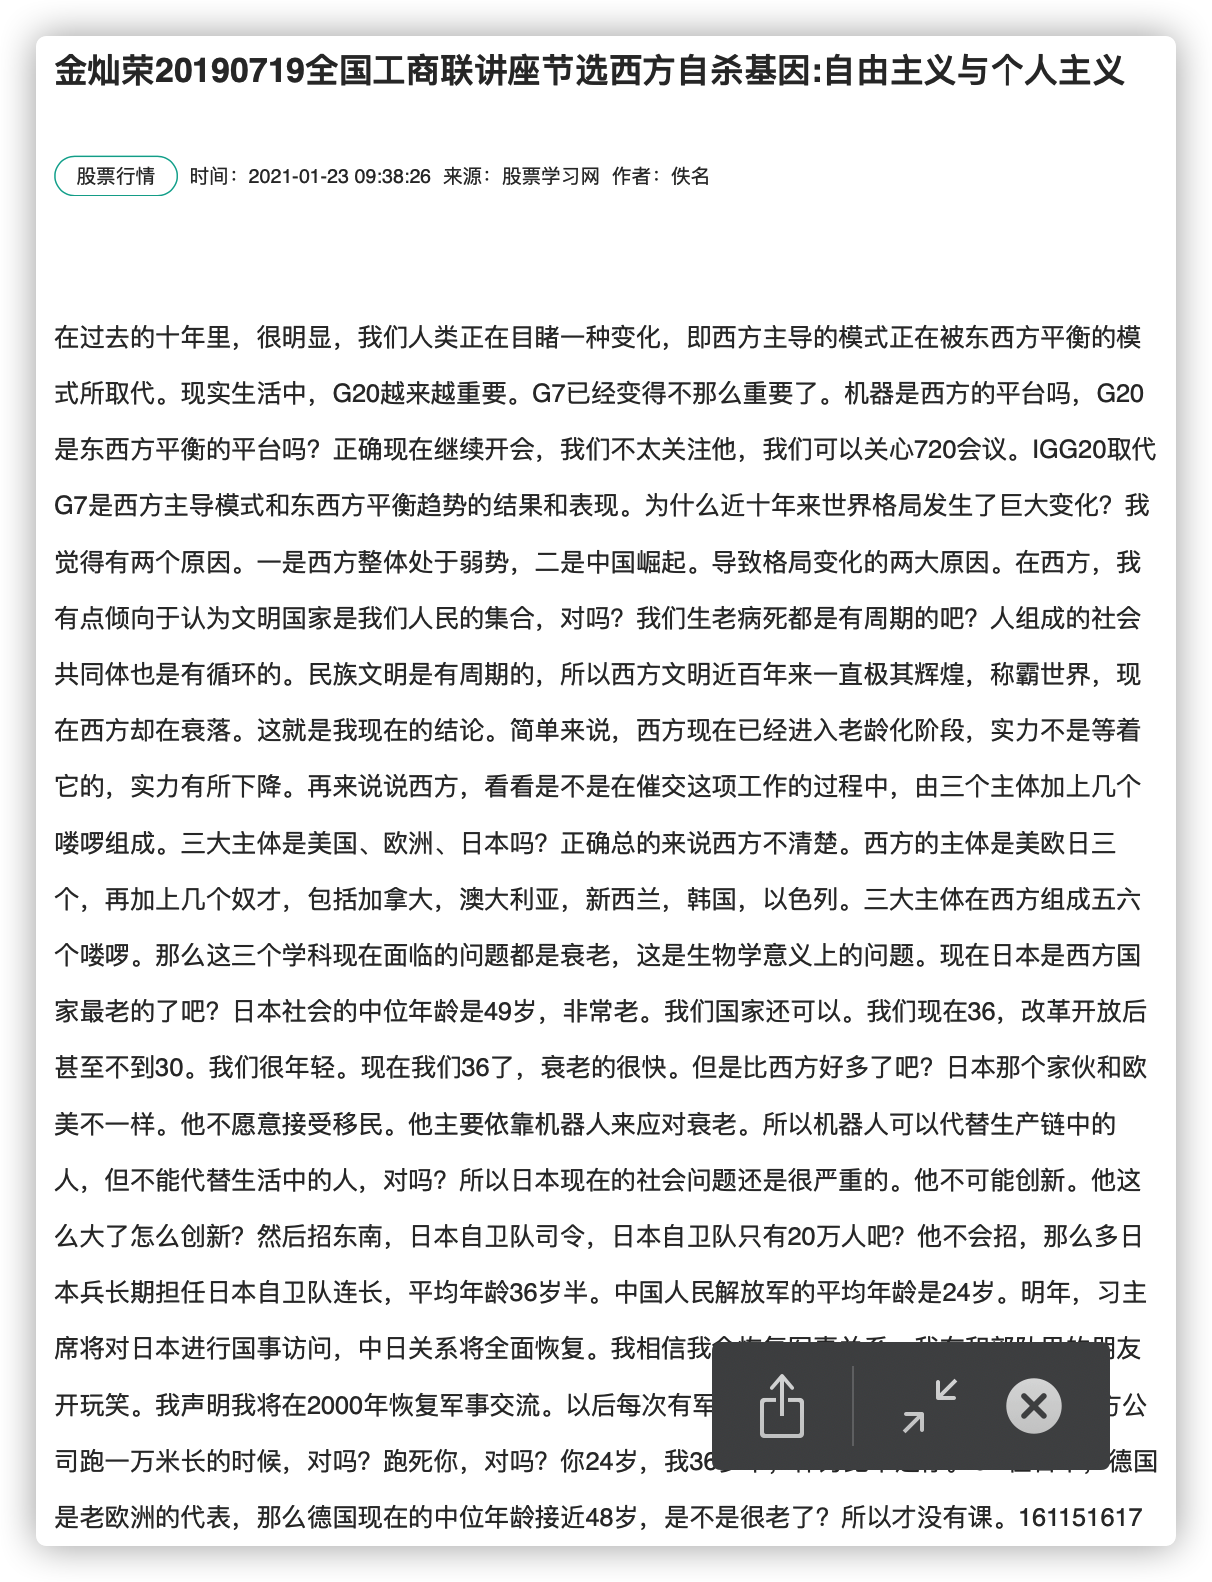 金灿荣20190719全国工商联讲座节选西方自杀基因:自由主义与个人主义
股票行情 时间：2021-01-23 09:38:26 来源：股票学习网 作者：佚名
在过去的十年里，很明显，我们人类正在目睹一种变化，即西方主导的模式正在被东西方平衡的模
式所取代。现实生活中，G20越来越重要。G7已经变得不那么重要了。机器是西方的平台吗，G20
是东西方平衡的平台吗？正确现在继续开会，我们不太关注他，我们可以关心720会议。IGG20取代
G7是西方主导模式和东西方平衡趋势的结果和表现。为什么近十年来世界格局发生了巨大变化？我
觉得有两个原因。一是西方整体处于弱势，二是中国崛起。导致格局变化的两大原因。在西方，我
有点倾向于认为文明国家是我们人民的集合，对吗？我们生老病死都是有周期的吧？人组成的社会
共同体也是有循环的。民族文明是有周期的，所以西方文明近百年来一直极其辉煌，称霸世界，现
在西方却在衰落。这就是我现在的结论。简单来说，西方现在已经进入老龄化阶段，实力不是等着
它的，实力有所下降。再来说说西方，看看是不是在催交这项工作的过程中，由三个主体加上几个
喽啰组成。三大主体是美国、欧洲、日本吗？正确总的来说西方不清楚。西方的主体是美欧日三
个，再加上几个奴才，包括加拿大，澳大利亚，新西兰，韩国，以色列。三大主体在西方组成五六
个喽啰。那么这三个学科现在面临的问题都是衰老，这是生物学意义上的问题。现在日本是西方国
家最老的了吧？日本社会的中位年龄是49岁，非常老。我们国家还可以。我们现在36，改革开放后
甚至不到30。我们很年轻。现在我们36了，衰老的很快。但是比西方好多了吧？日本那个家伙和欧
美不一样。他不愿意接受移民。他主要依靠机器人来应对衰老。所以机器人可以代替生产链中的
人，但不能代替生活中的人，对吗？所以日本现在的社会问题还是很严重的。他不可能创新。他这
么大了怎么创新？然后招东南，日本自卫队司令，日本自卫队只有20万人吧？他不会招，那么多日
本兵长期担任日本自卫队连长，平均年龄36岁半。中国人民解放军的平均年龄是24岁。明年，习主
席将对日本进行国事访问，中日关系将全面恢复。我相信我会恢复军事关系。我在和部队里的朋友
开玩笑。我声明我将在2000年恢复军事交流。以后每次有军 方公
司跑一万米长的时候，对吗？跑死你，对吗？你24岁，我36 德国
是老欧洲的代表，那么德国现在的中位年龄接近48岁，是不是很老了？所以才没有课。161151617